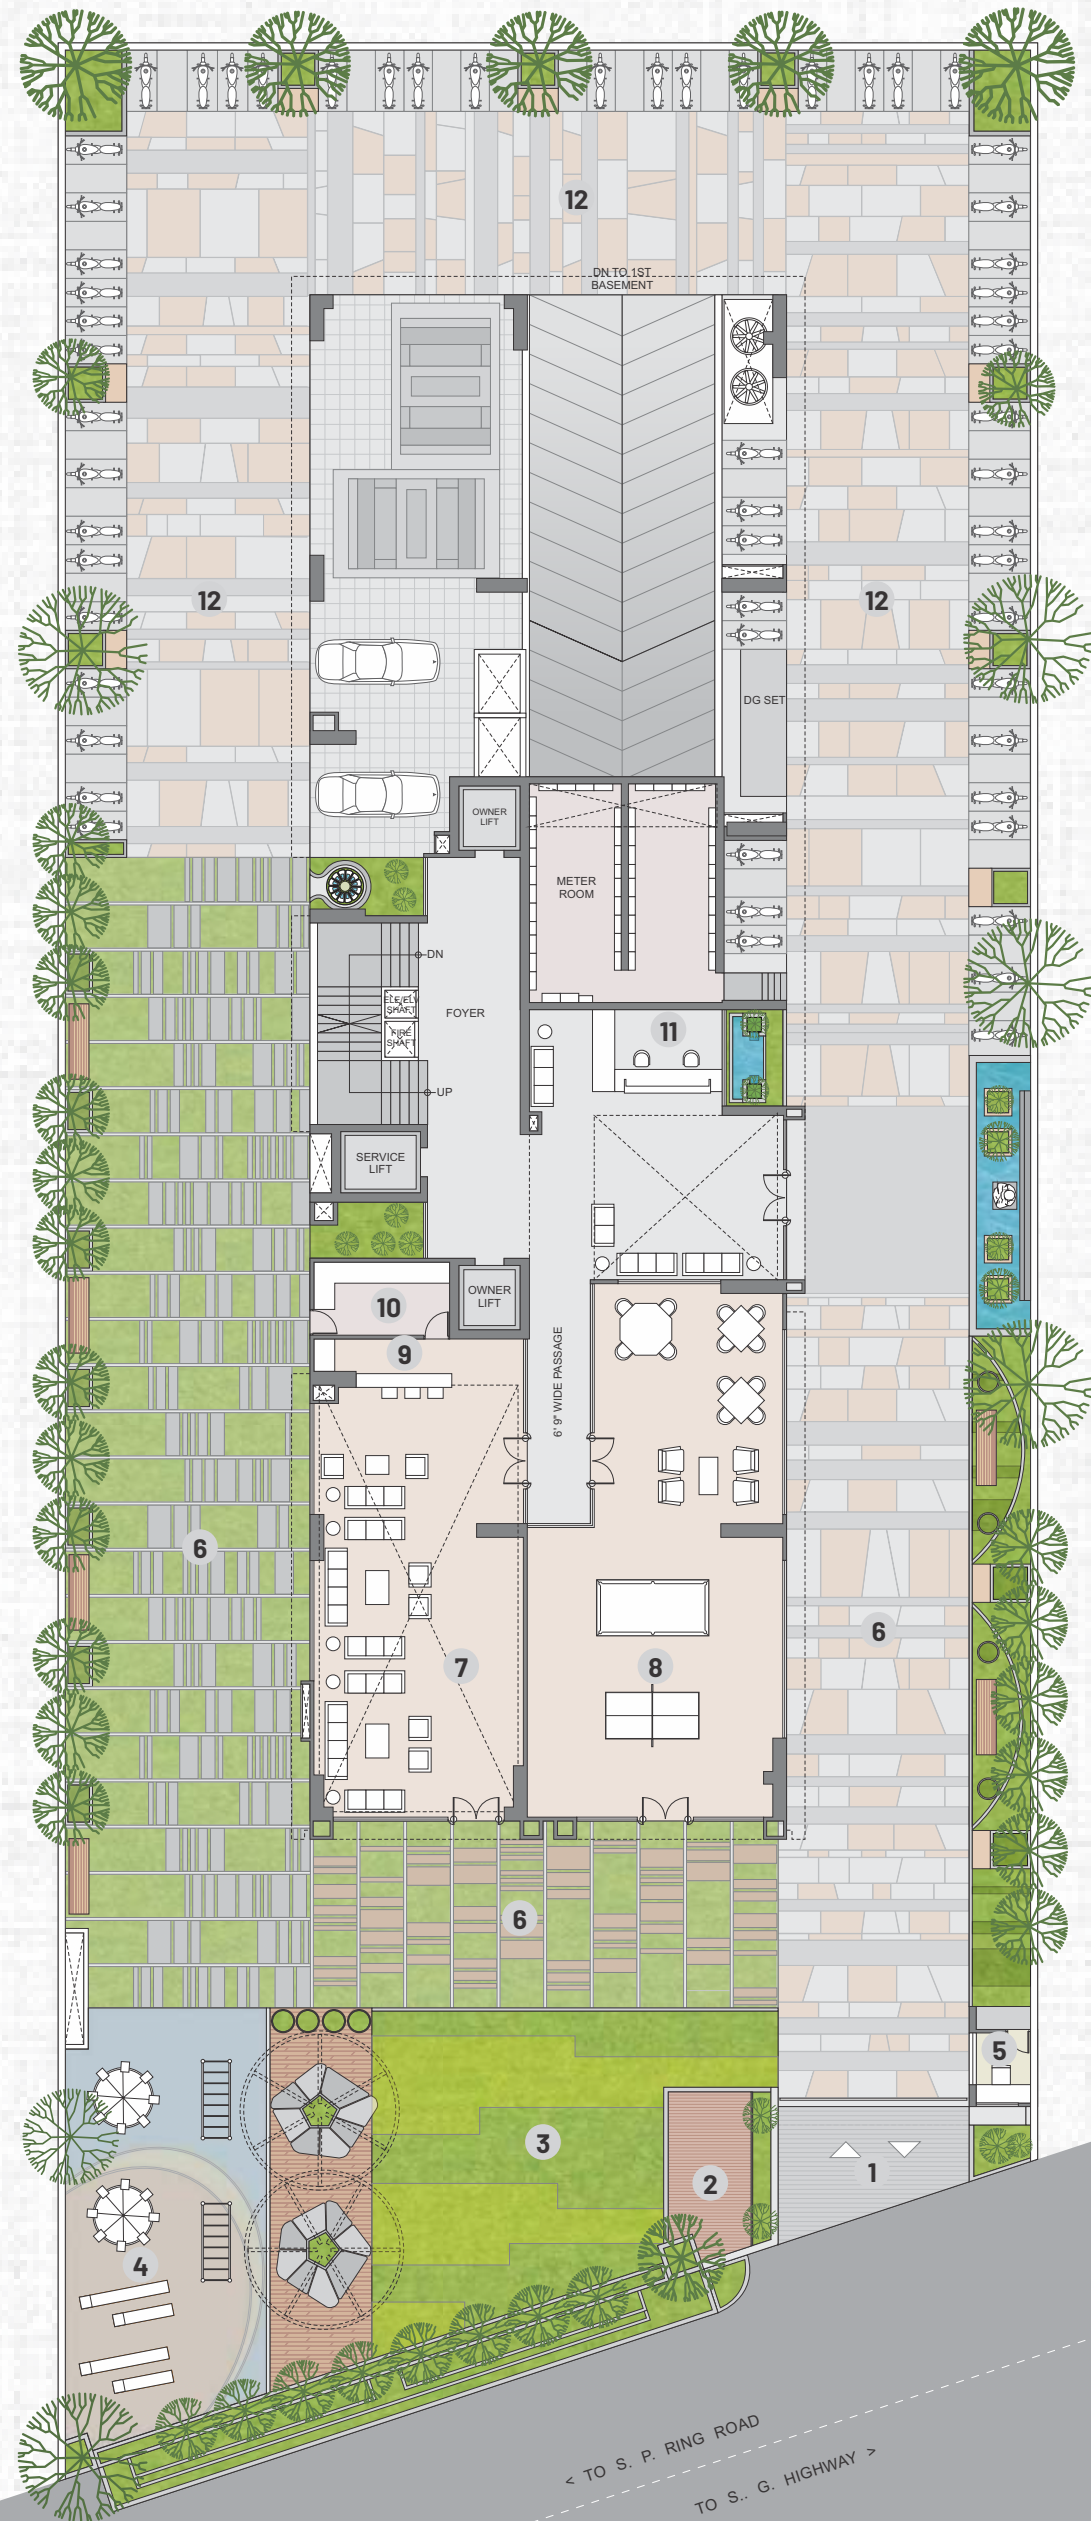 12
DN TO 1ST
BASEMENT
12
12
DG SET
OWNER
LIFT
METER
ROOM
DN
ELE/ELV
SHAFT
FOYER
FIRE
SHAFT
11
UP
SERVICE
LIFT
OWNER
LIFT
10
9
6' 9" WIDE PASSAGE
6
6
7
8
6
5
3
1
2
4
< TO S. P. RING ROAD
TO S.. G. HIGHWAY >